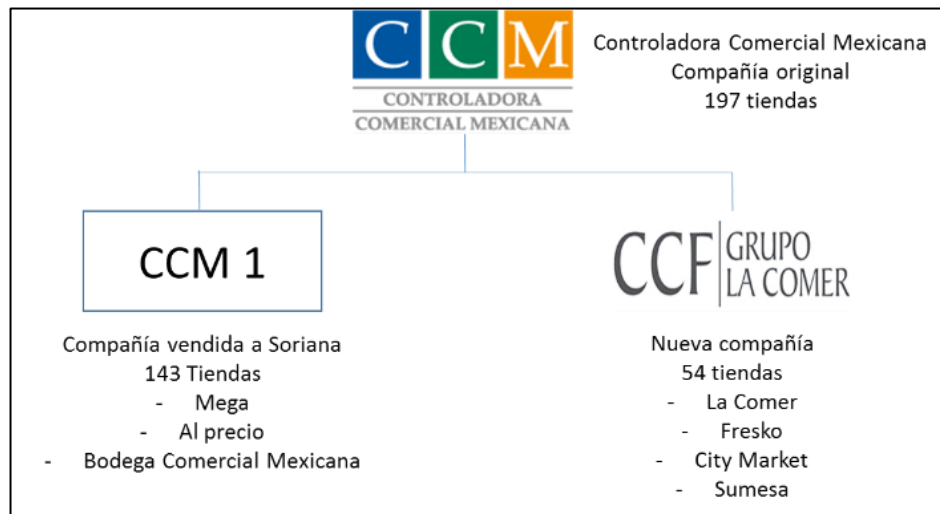 CCM
CONTROLADORA
COMERCIAL MEXICANA
Controladora Comercial Mexicana
Compañía original
197 tiendas
CCM 1
Compañía vendida a Soriana
143 Tiendas
- Mega
- Al precio
- Bodega Comercial Mexicana
CCF GRUPO
LA COMER
Nueva compañía
54 tiendas
- La Comer
- Fresko
- City Market
- Sumesa